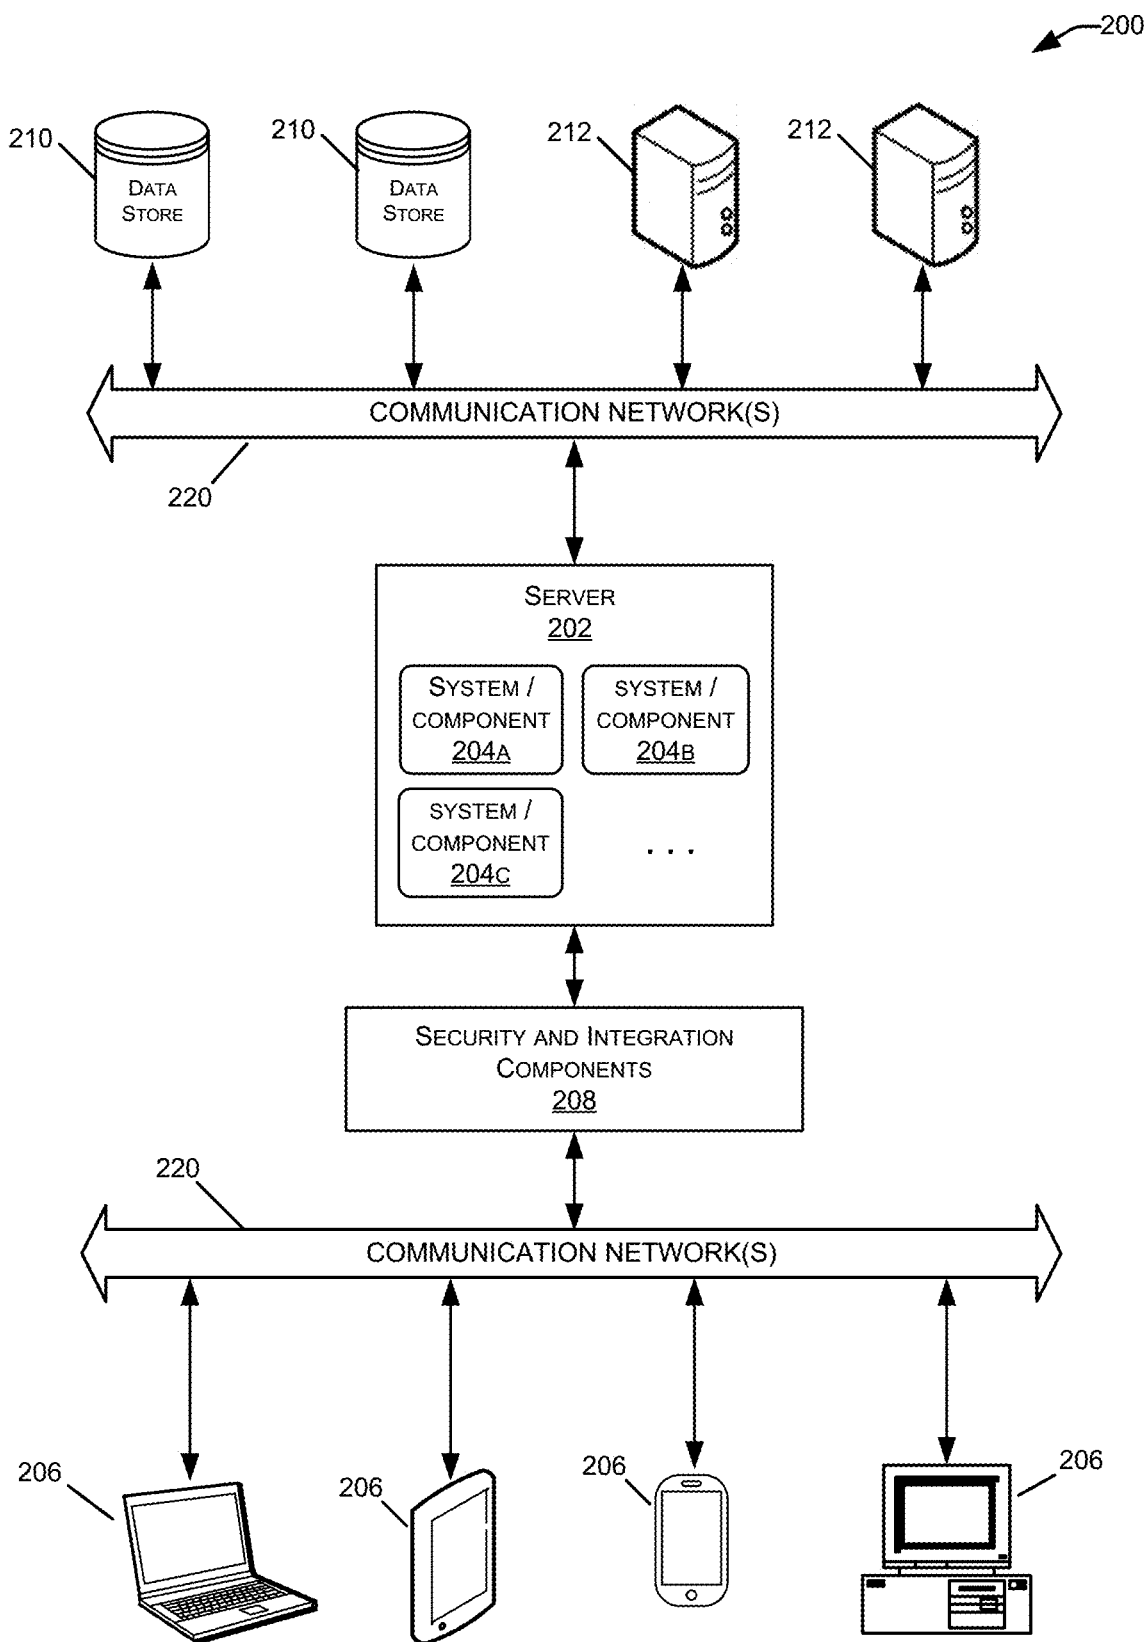 200
210
210
212
212
DATA
STORE
DATA
STORE
COMMUNICATION NETWORK(S)
220
SERVER
202
SYSTEM /
COMPONENT
204A
SYSTEM /
COMPONENT
204B
SYSTEM /
COMPONENT
204C
. . .
SECURITY AND INTEGRATION
COMPONENTS
208
220
COMMUNICATION NETWORK(S)
206
206
206
206